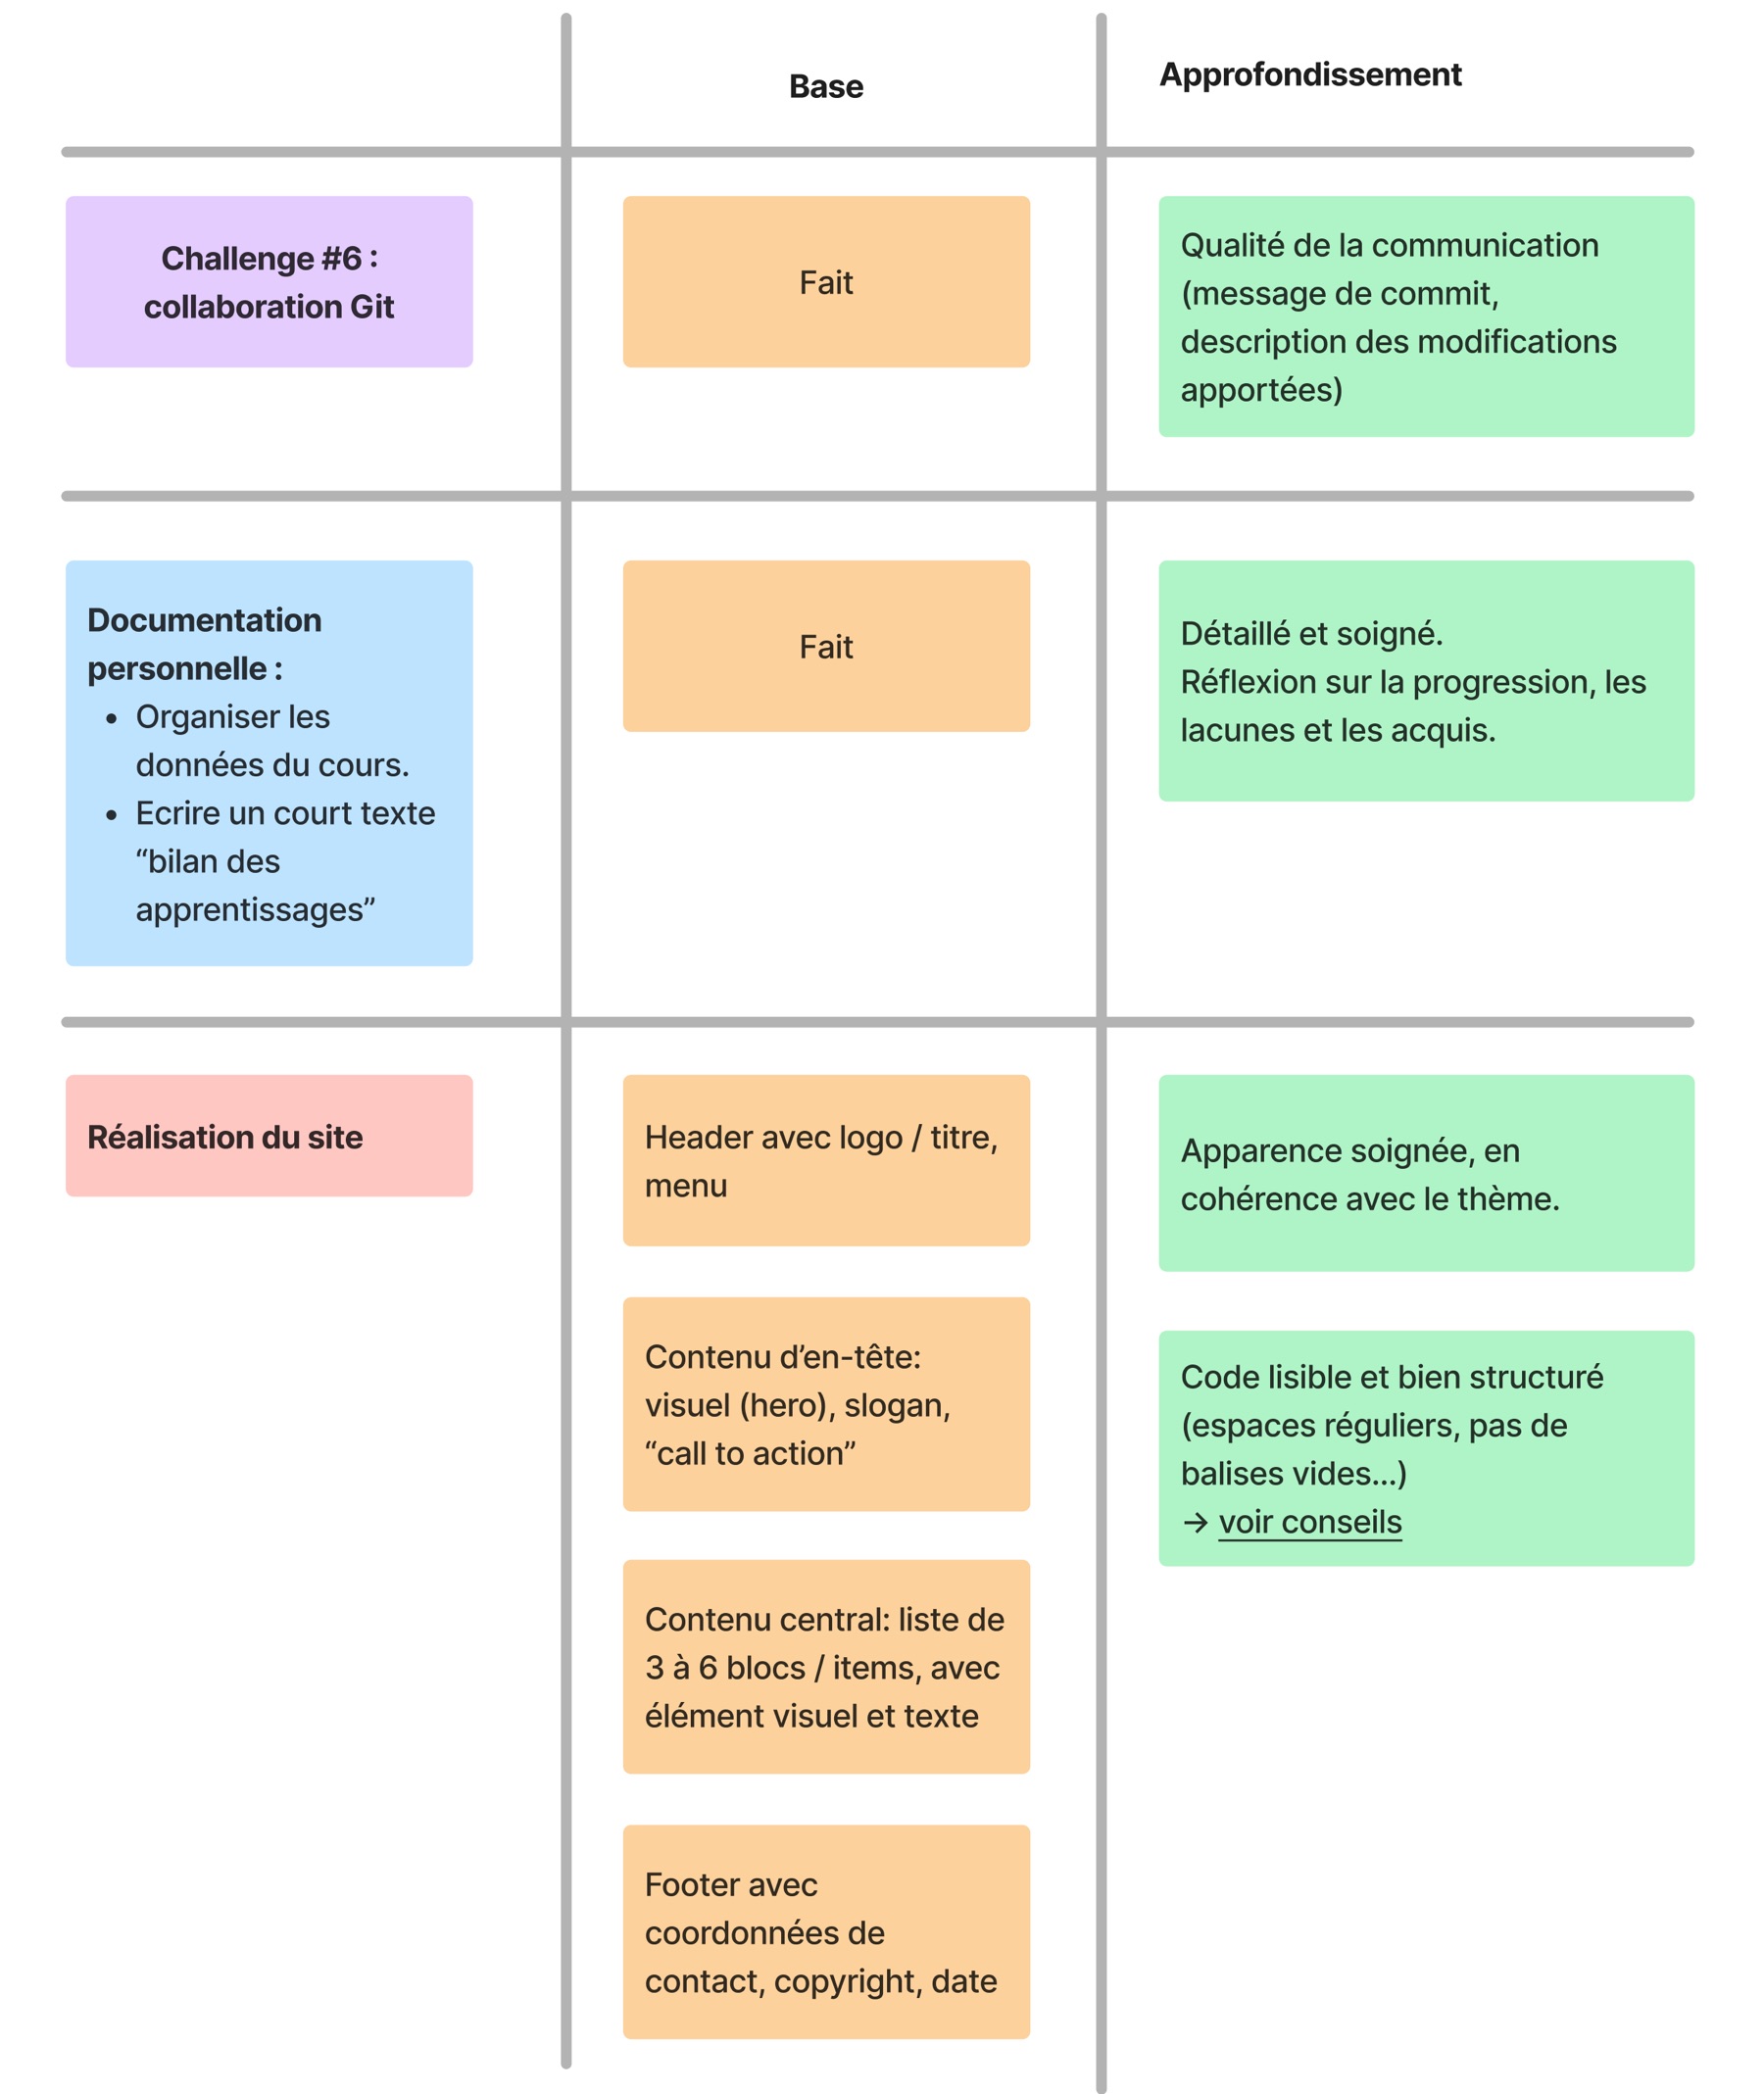 Base
Approfondissement
Challenge #6 :
collaboration Git
Fait
Qualité de la communication
(message de commit,
description des modifications
apportées)
Documentation
personnelle :
• Organiser les
données du cours.
• Ecrire un court texte
“bilan des
apprentissages”
Fait
Détaillé et soigné.
Réflexion sur la progression, les
lacunes et les acquis.
Réalisation du site
Header avec logo / titre,
menu
Contenu d’en-tête:
visuel (hero), slogan,
“call to action”
Contenu central: liste de
3 à 6 blocs / items, avec
élément visuel et texte
Footer avec
coordonnées de
contact, copyright, date
Apparence soignée, en
cohérence avec le thème.
Code lisible et bien structuré
(espaces réguliers, pas de
balises vides...)
→ voir conseils